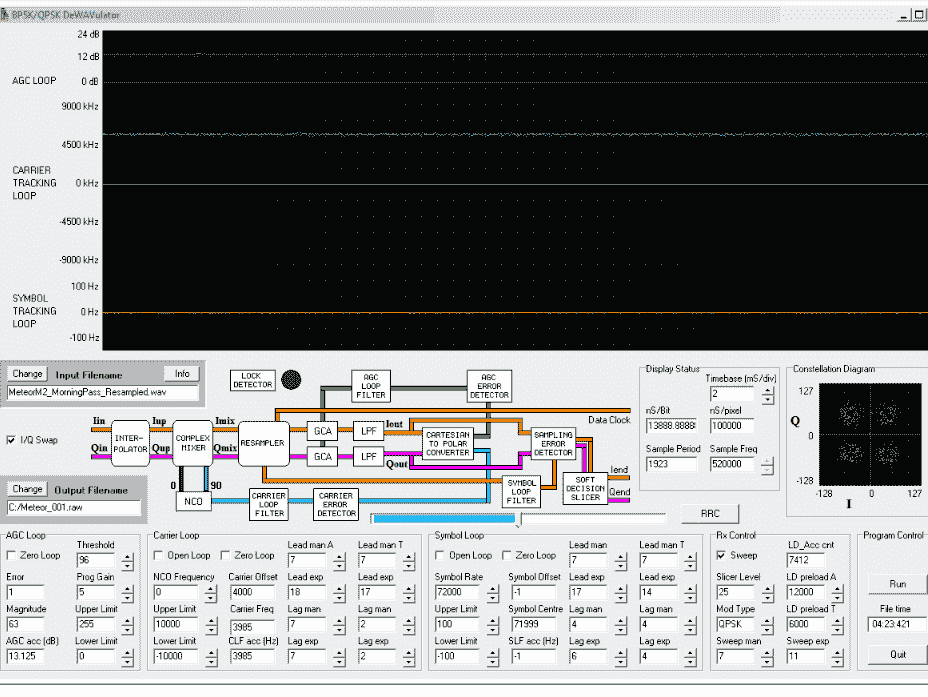 BPSK/QPSK DeWAVulator
24 dB
12 dB
AGC LOOP 0 dB
9000 kHz
4500 kHz
CARRIER
TRACKING
LOOP
0 kHz
-4500 kHz
-9000 kHz
100 Hz
SYMBOL
TRACKING
LOOP
0 Hz
-100 Hz
Change Input Filename Info
MeteorM2_MorningPass_Resampled.wav
I/Q Swap
Change Output Filename
C:/Meteor_001.raw
LOCK
DETECTOR
AGC
LOOP
FILTER
AGC
ERROR
DETECTOR
Data Clock
Iin Iup Imix Iout
Qin Qup Qmix Qout
INTER-
POLATOR
COMPLEX
MIXER
RESAMPLER
GCA LPF
GCA LPF
CARTESIAN
TO POLAR
CONVERTER
SAMPLING
ERROR
DETECTOR
0 90
NCO
CARRIER
LOOP
FILTER
CARRIER
ERROR
DETECTOR
SYMBOL
LOOP
FILTER
SOFT
DECISION
SLICER
Iend
Qend
RRC
Display Status
Timebase (mS/div)
2
nS/Bit nS/pixel
13888.8888 100000
Sample Period Sample Freq
1923 520000
Constellation Diagram
127
Q
0
-128
-128 0 127
I
AGC Loop
Zero Loop
Threshold
96
Error
1
Prog Gain
5
Magnitude
63
Upper Limit
255
AGC acc (dB)
13.125
Lower Limit
0
Carrier Loop
Open Loop Zero Loop
Lead man A
7
Lead man T
7
NCO Frequency
0
Carrier Offset
4000
Lead exp
18
Lead exp
17
Upper Limit
10000
Carrier Freq
3985
Lag man
7
Lag man
2
Lower Limit
-10000
CLF acc (Hz)
3985
Lag exp
7
Lag exp
2
Symbol Loop
Open Loop Zero Loop
Lead man
7
Lead man T
7
Symbol Rate
72000
Symbol Offset
-1
Lead exp
17
Lead exp
14
Upper Limit
100
Symbol Centre
71999
Lag man
4
Lag man
4
Lower Limit
-100
SLF acc (Hz)
-1
Lag exp
6
Lag exp
4
Rx Control
Sweep
LD_Acc cnt
7412
Slicer Level
25
LD preload A
12000
Mod Type
QPSK
LD preload T
6000
Sweep man
7
Sweep exp
11
Program Control
Run
File time
04:23:421
Quit